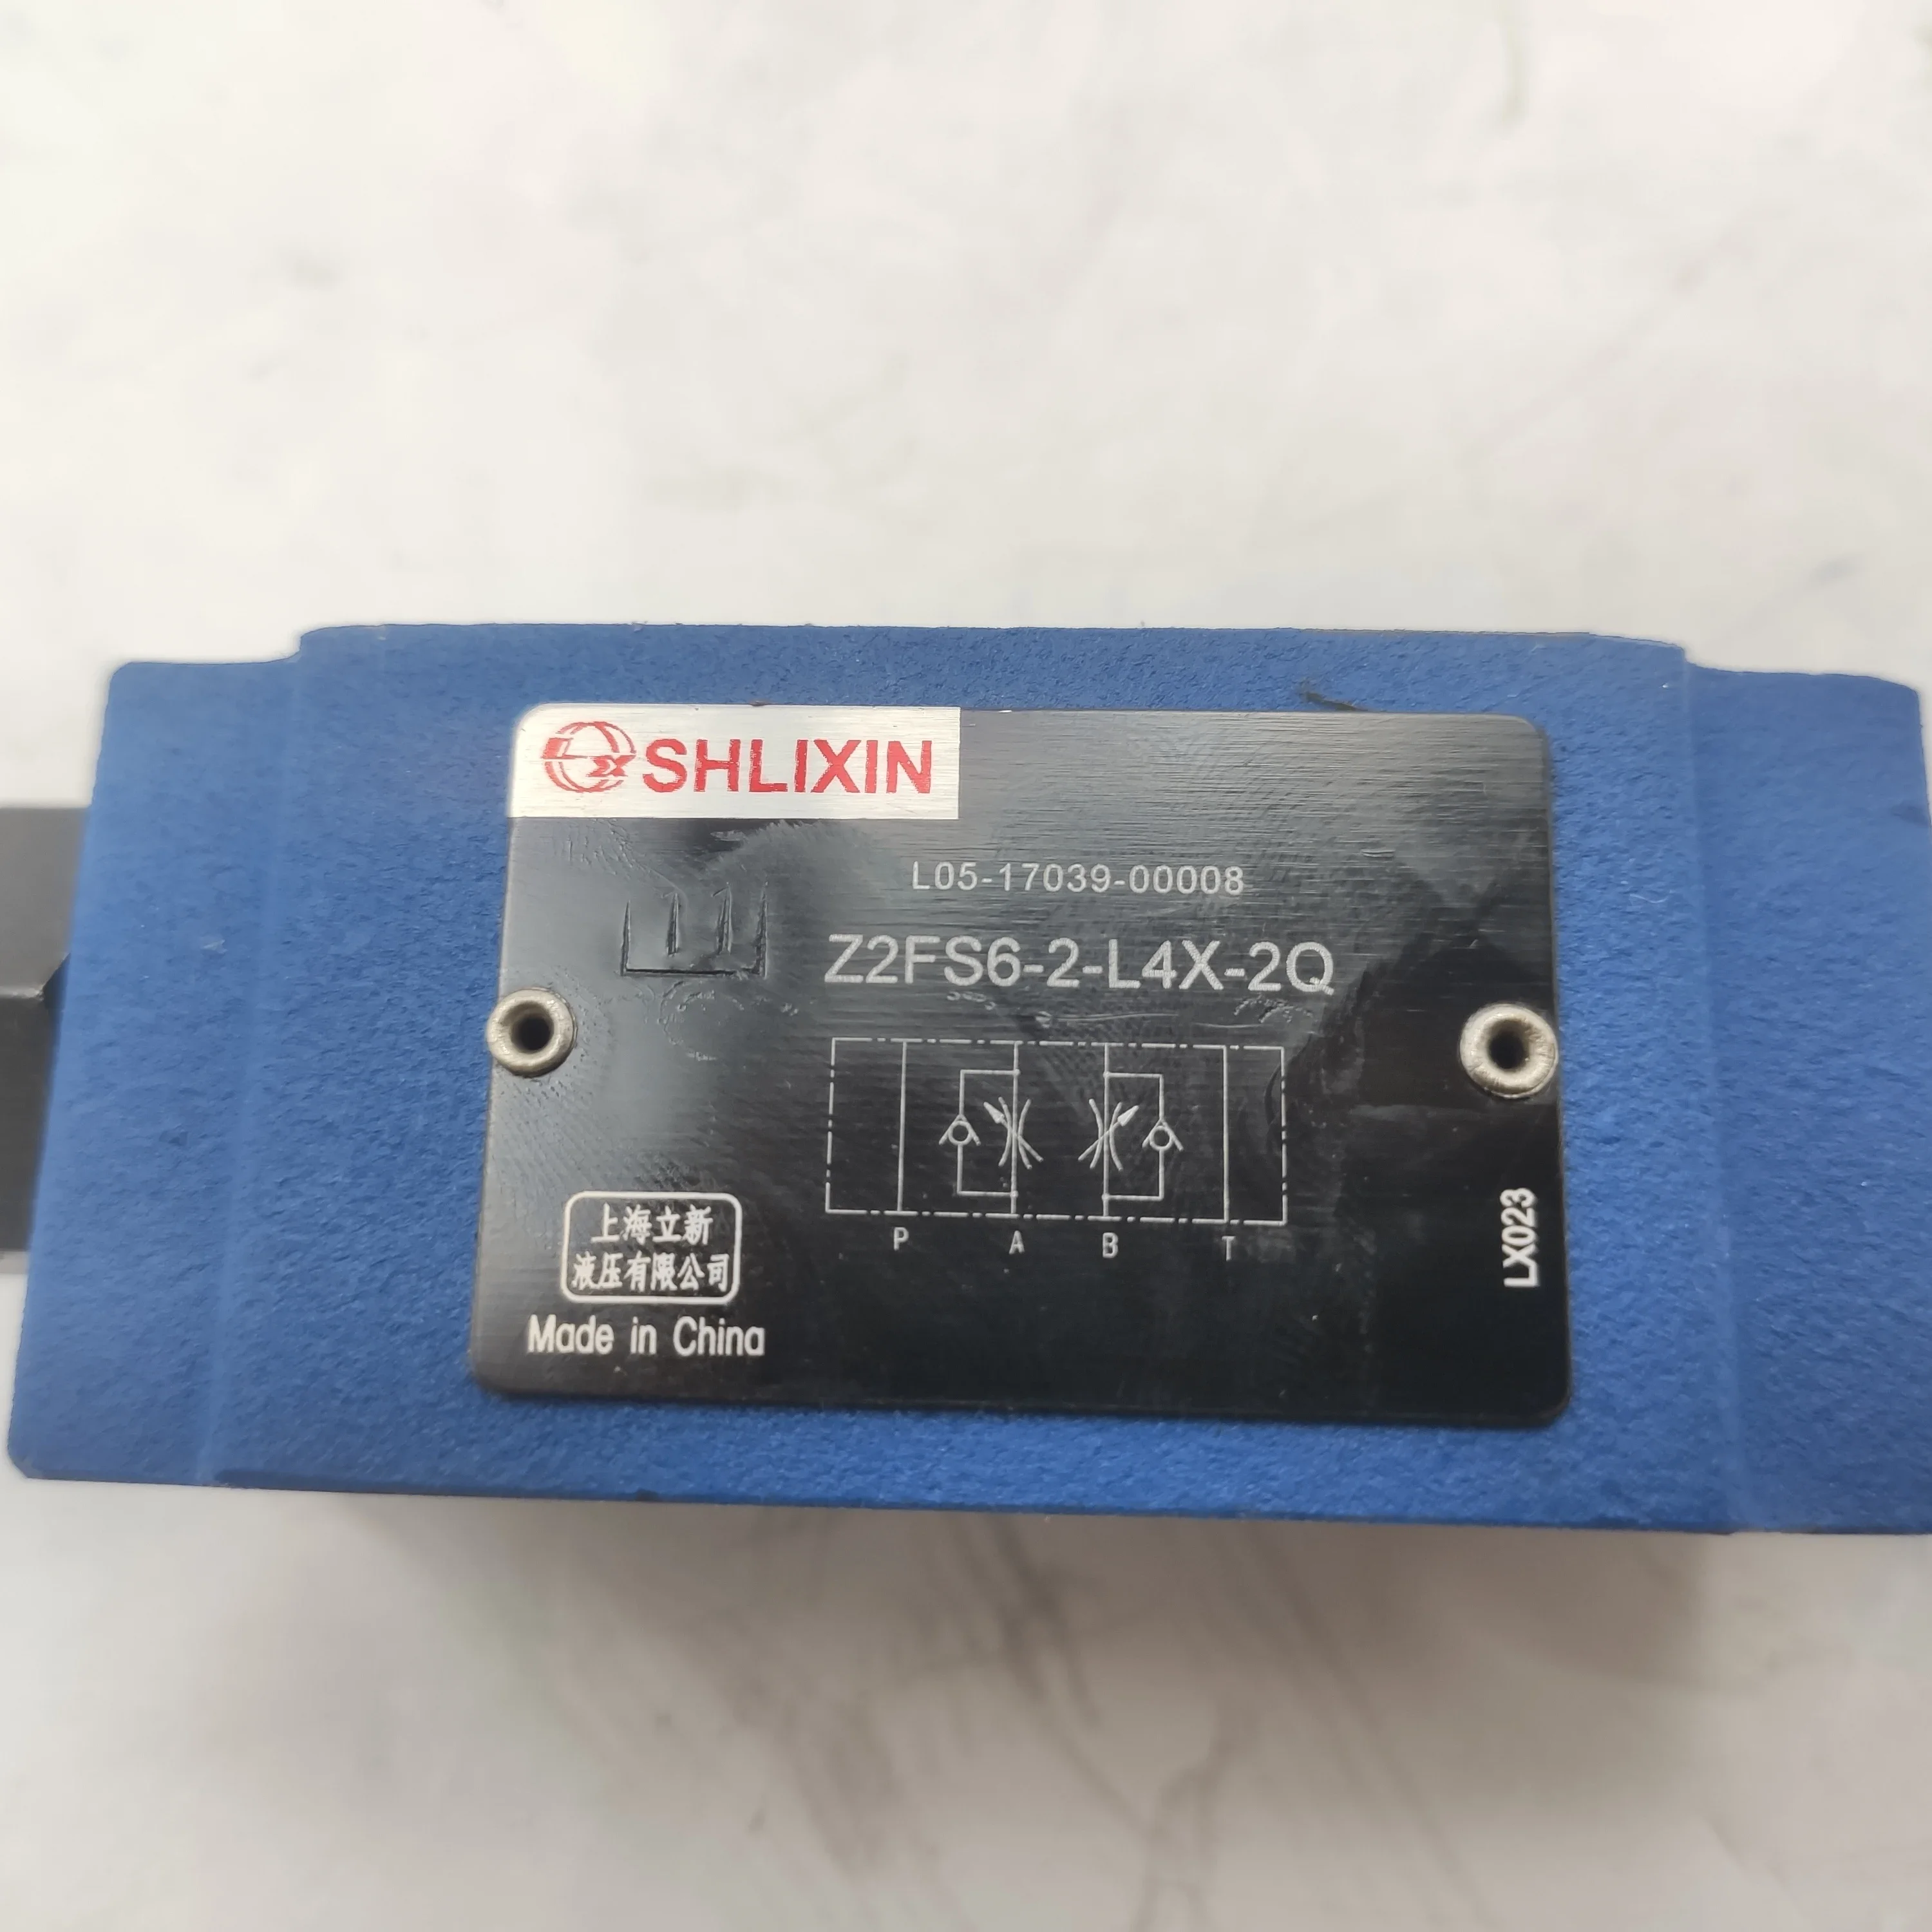 SHLIXIN
L05-17039-00008
Z2FS6-2-L4X-2Q
P A B T
上海立新
液压有限公司
Made in China
LX023